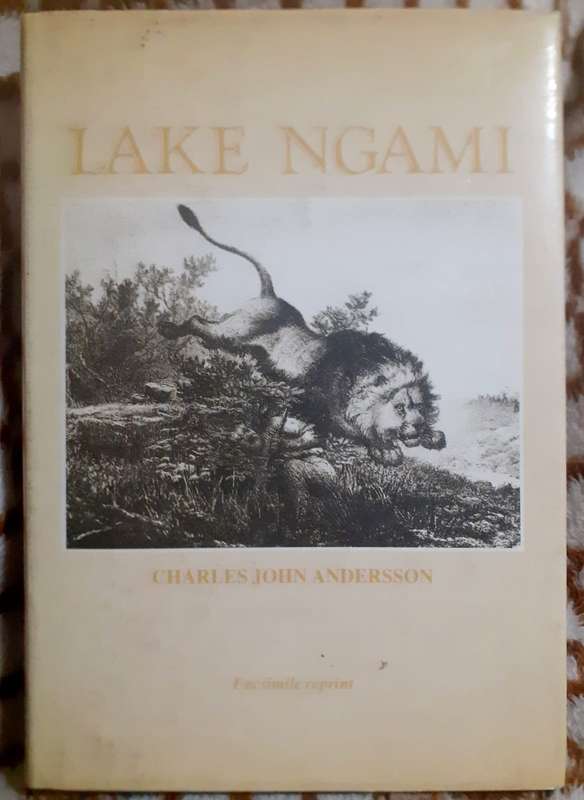 LAKE NGAMI
CHARLES JOHN ANDERSSON
Facsimile reprint